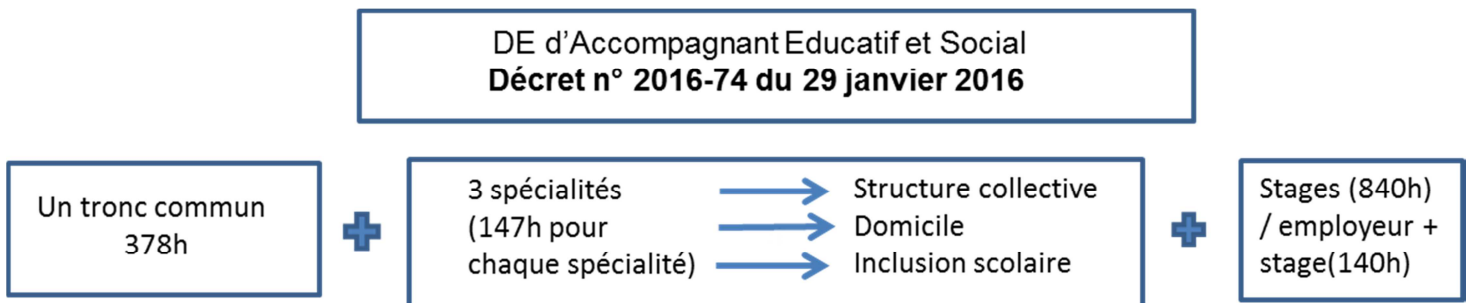 DE d'Accompagnant Educatif et Social
Décret n° 2016-74 du 29 janvier 2016
Un tronc commun
378h
3 spécialités
(147h pour
chaque spécialité)
Structure collective
Domicile
Inclusion scolaire
Stages (840h)
/ employeur +
stage(140h)